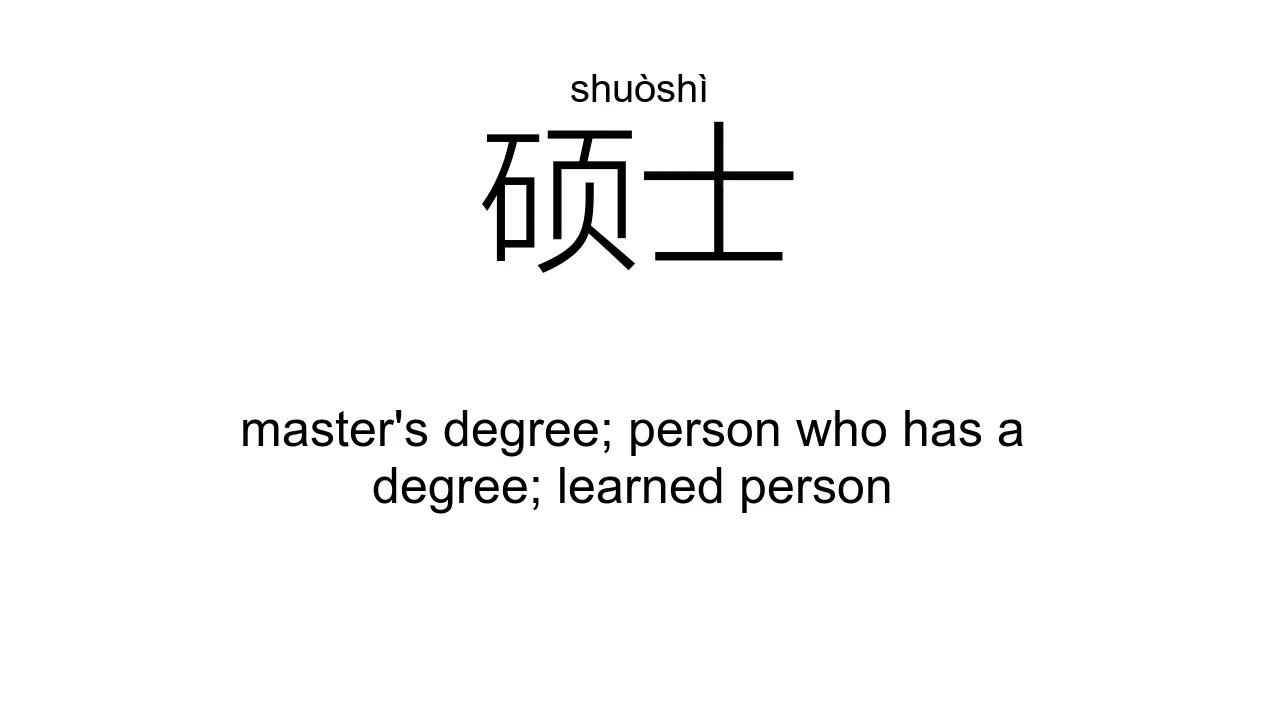 shuòshì
硕士
master's degree; person who has a
degree; learned person